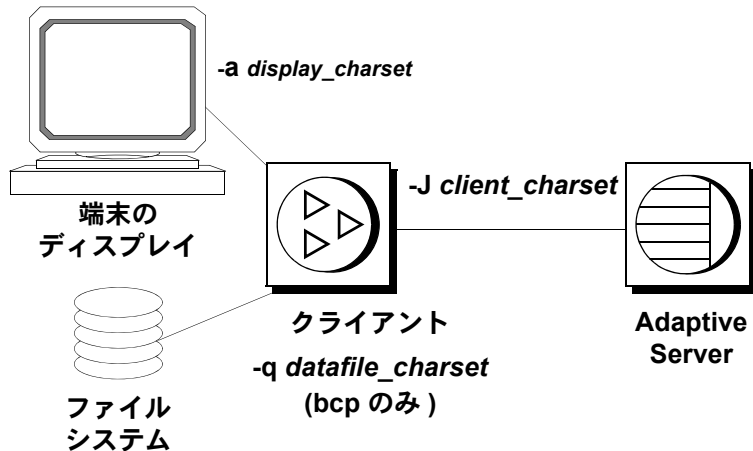 -a display_charset
-J client_charset
端末の
ディスプレイ
クライアント
-q datafile_charset
(bcp のみ )
Adaptive
Server
ファイル
システム